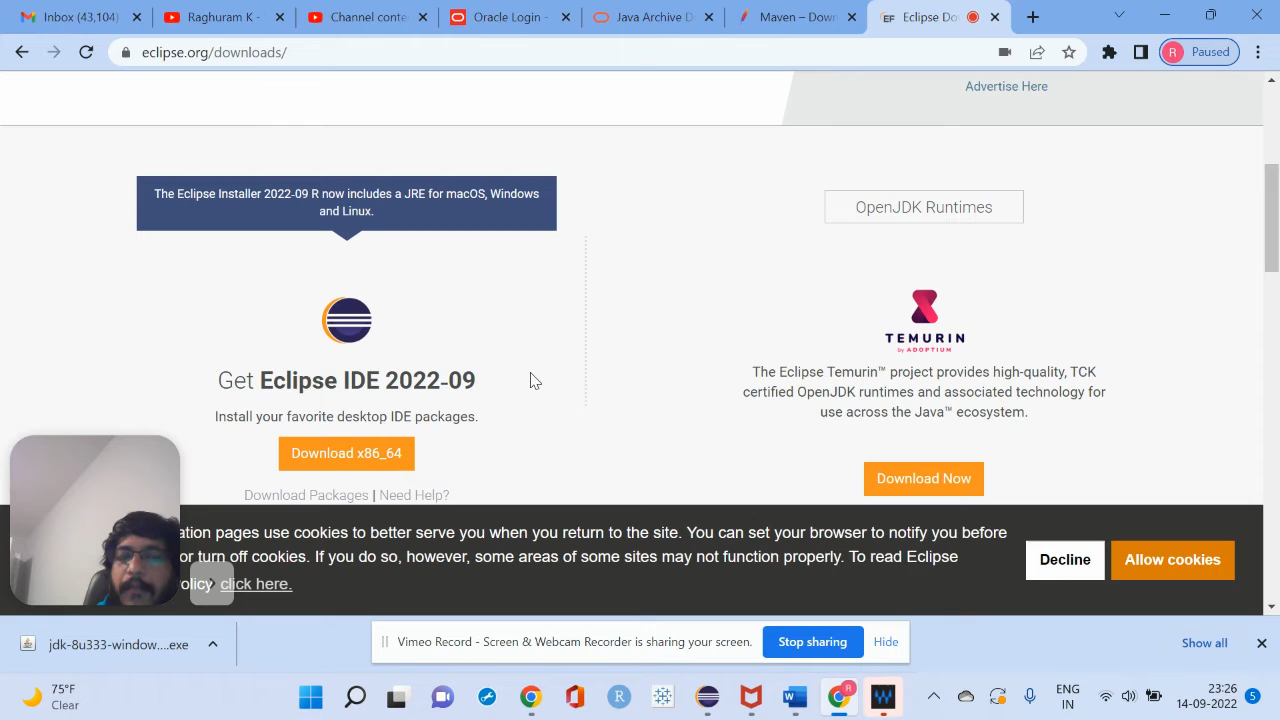 Inbox (43,104)
Raghuram K -
Channel conte
Oracle Login -
Java Archive D
Maven – Down
Eclipse Do
eclipse.org/downloads/
R
Paused
Advertise Here
The Eclipse Installer 2022-09 R now includes a JRE for macOS, Windows
and Linux.
OpenJDK Runtimes
TEMURIN
by ADOPTIUM
Get Eclipse IDE 2022-09
The Eclipse Temurin™ project provides high-quality, TCK
certified OpenJDK runtimes and associated technology for
use across the Java™ ecosystem.
Install your favorite desktop IDE packages.
Download x86_64
Download Now
Download Packages | Need Help?
ation pages use cookies to better serve you when you return to the site. You can set your browser to notify you before
or turn off cookies. If you do so, however, some areas of some sites may not function properly. To read Eclipse
olicy click here.
Decline
Allow cookies
jdk-8u333-window....exe
Vimeo Record - Screen & Webcam Recorder is sharing your screen.
Stop sharing
Hide
Show all
75°F
Clear
ENG
IN
23:26
14-09-2022
5